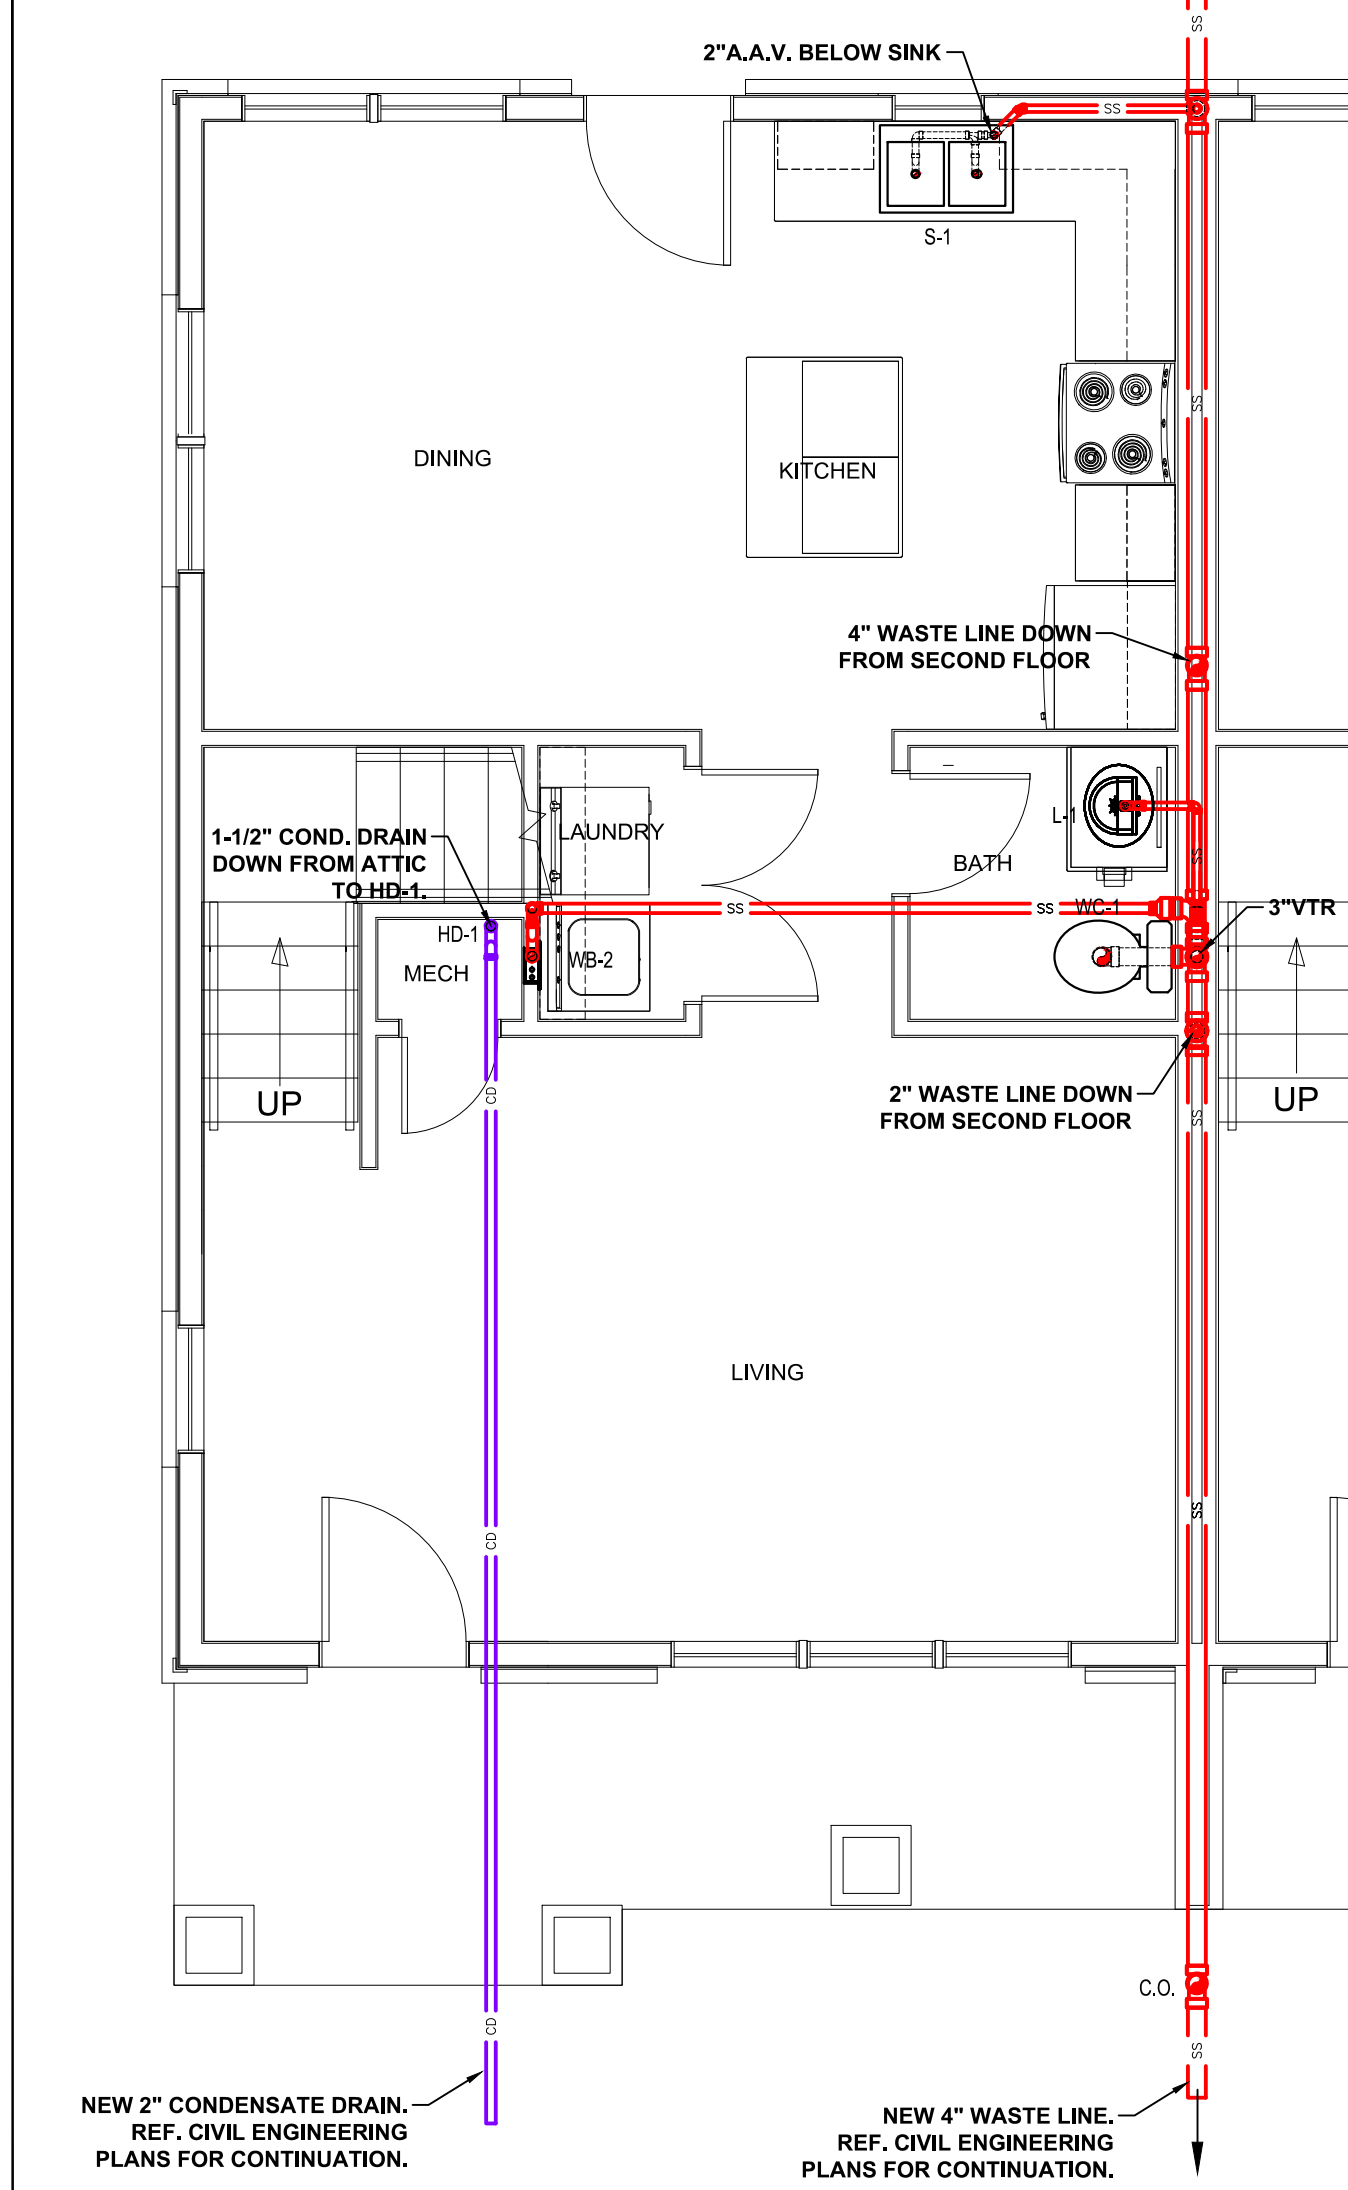 SS
2"A.A.V. BELOW SINK
SS
S-1
SS
DINING
KITCHEN
4" WASTE LINE DOWN
FROM SECOND FLOOR
L-1
1-1/2" COND. DRAIN
DOWN FROM ATTIC
TO HD-1.
LAUNDRY
BATH
SS
SS
SS
WC-1
3"VTR
HD-1
MECH
WB-2
UP
CD
2" WASTE LINE DOWN
FROM SECOND FLOOR
SS
UP
LIVING
SS
CD
C.O.
CD
SS
NEW 2" CONDENSATE DRAIN.
REF. CIVIL ENGINEERING
PLANS FOR CONTINUATION.
NEW 4" WASTE LINE.
REF. CIVIL ENGINEERING
PLANS FOR CONTINUATION.